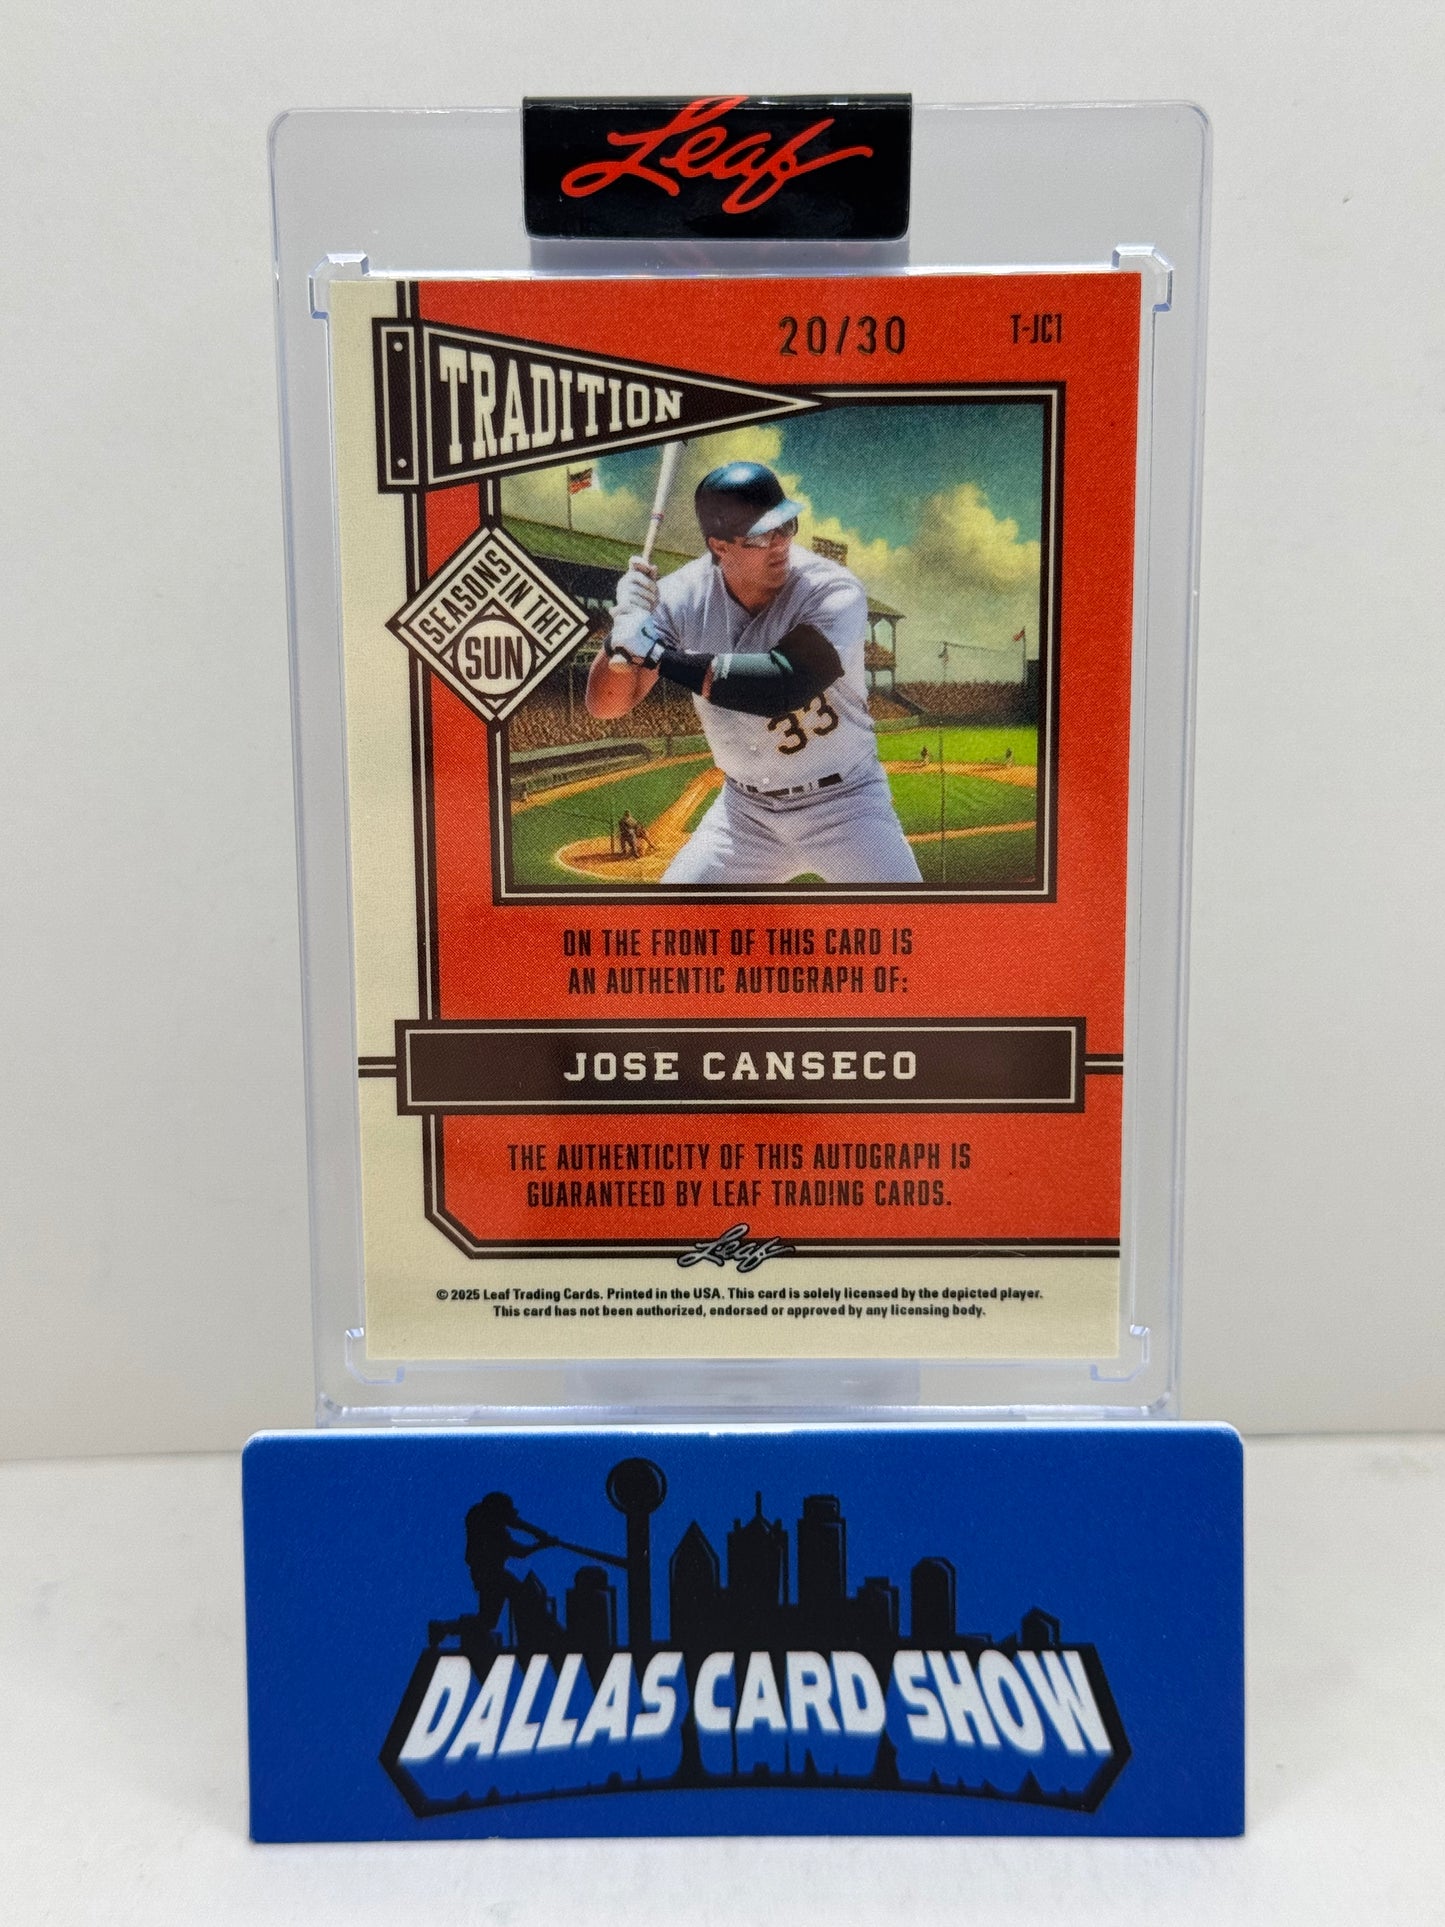 Leaf
20/30
T-JC1
TRADITION
SEASONS IN THE
SUN
33
ON THE FRONT OF THIS CARD IS
AN AUTHENTIC AUTOGRAPH OF:
JOSE CANSECO
THE AUTHENTICITY OF THIS AUTOGRAPH IS
GUARANTEED BY LEAF TRADING CARDS.
Leaf
© 2025 Leaf Trading Cards. Printed in the USA. This card is solely licensed by the depicted player.
This card has not been authorized, endorsed or approved by any licensing body.
DALLAS CARD SHOW